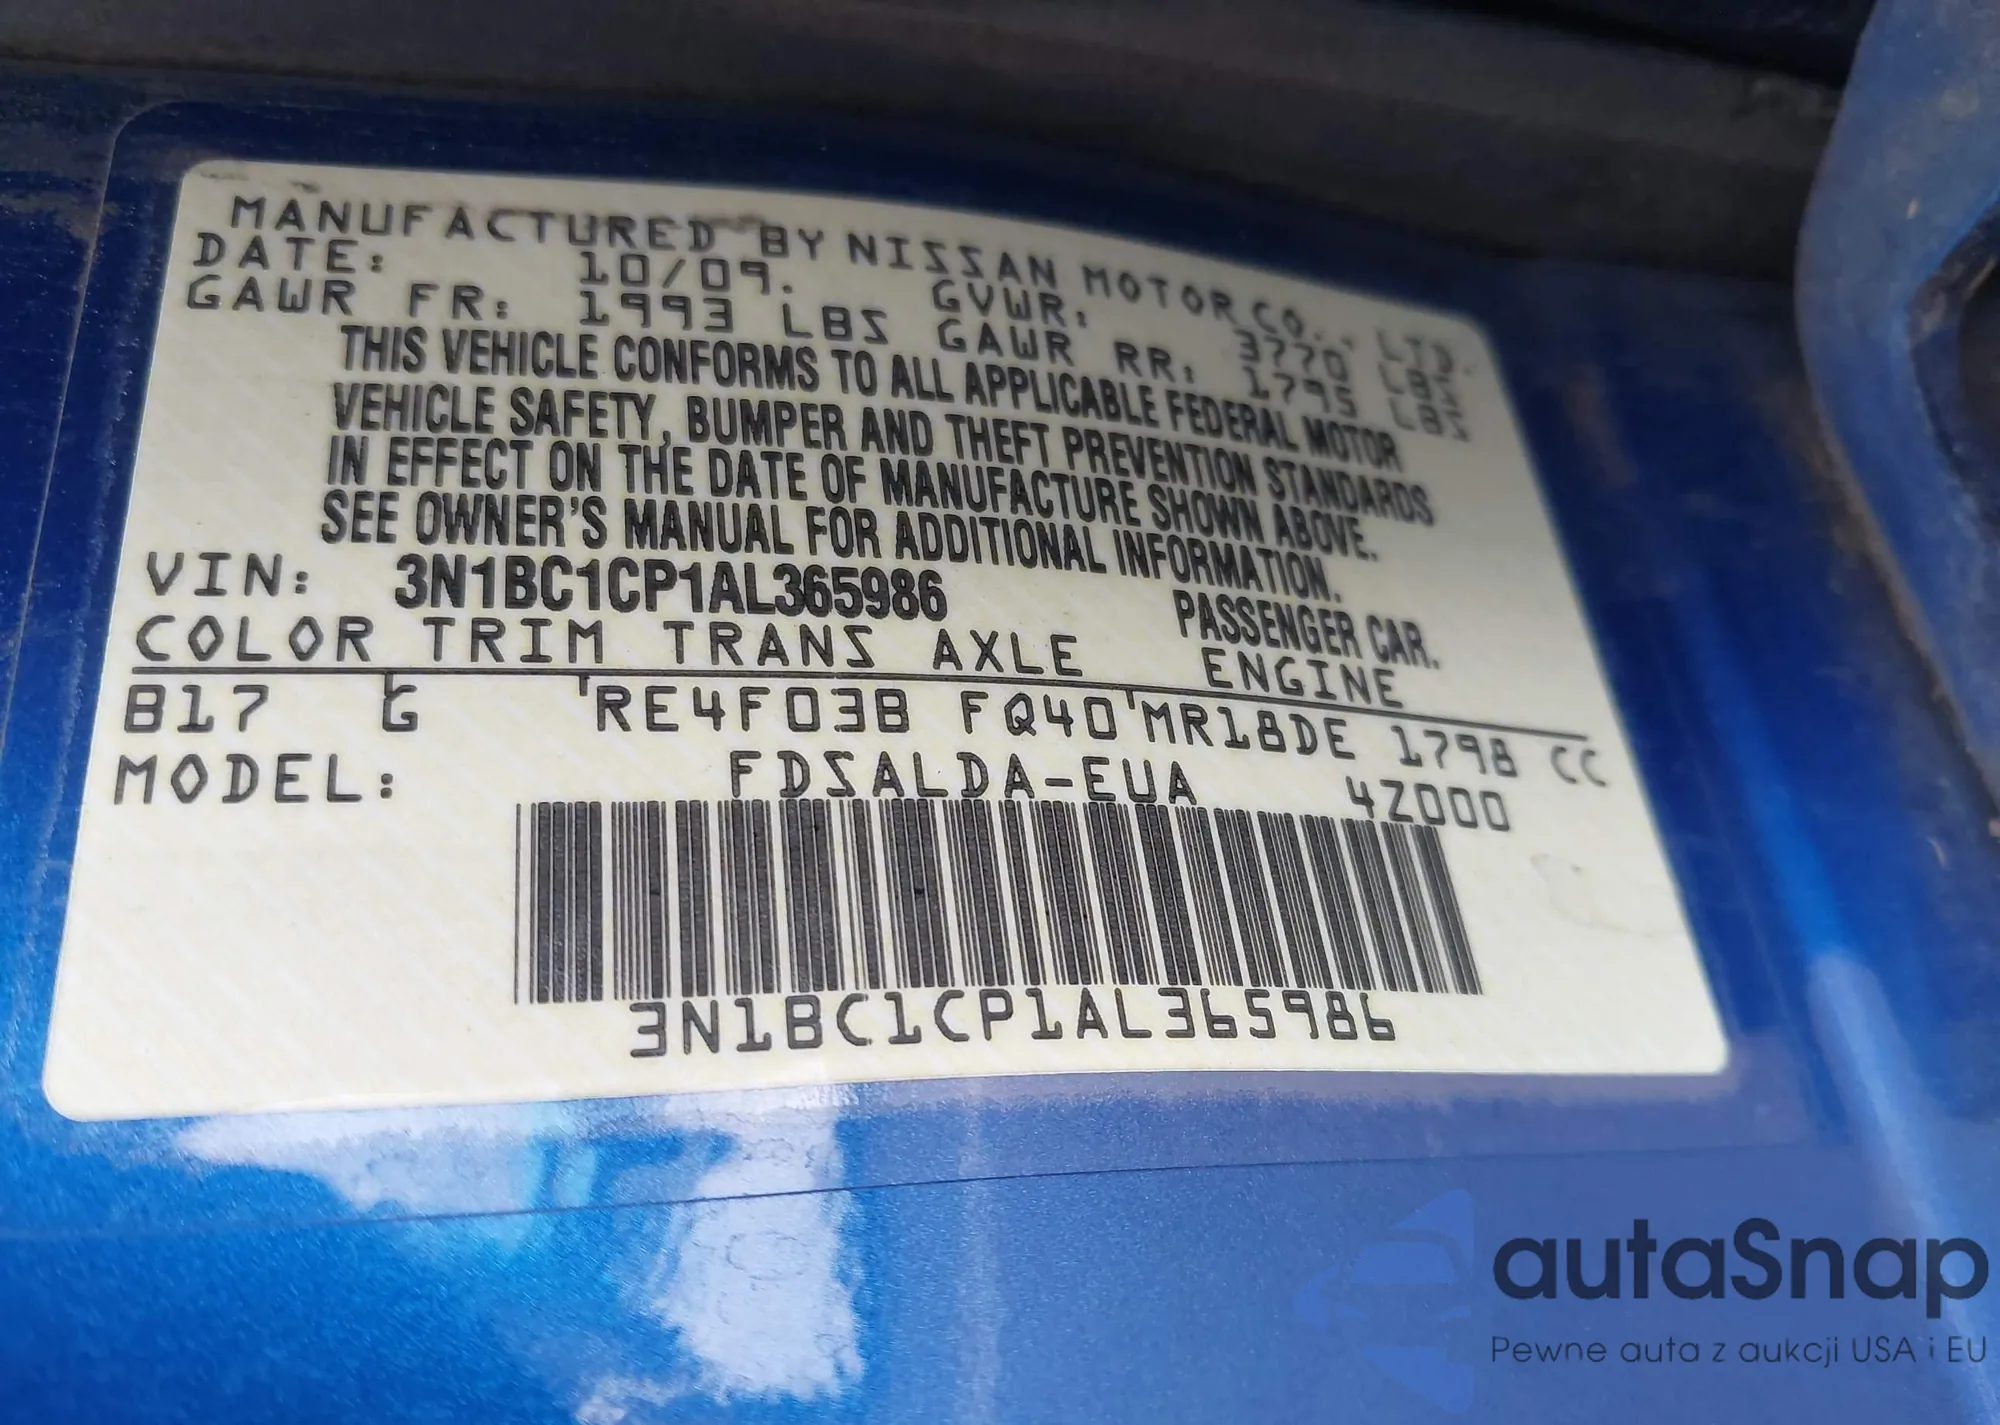 MANUFACTURED BY NISSAN MOTOR CO., LTD.
DATE: 10/09. GVWR: 3770 LBS
GAWR FR: 1993 LBS GAWR RR: 1795 LBS
THIS VEHICLE CONFORMS TO ALL APPLICABLE FEDERAL MOTOR
VEHICLE SAFETY, BUMPER AND THEFT PREVENTION STANDARDS
IN EFFECT ON THE DATE OF MANUFACTURE SHOWN ABOVE.
SEE OWNER'S MANUAL FOR ADDITIONAL INFORMATION.
VIN: 3N1BC1CP1AL365986 PASSENGER CAR.
COLOR TRIM TRANS AXLE ENGINE
B17 G RE4F03B FQ40 MR18DE 1798 CC
MODEL: FDSALDA-EUA 4Z000
3N1BC1CP1AL365986
autaSnap
Pewne auta z aukcji USA i EU